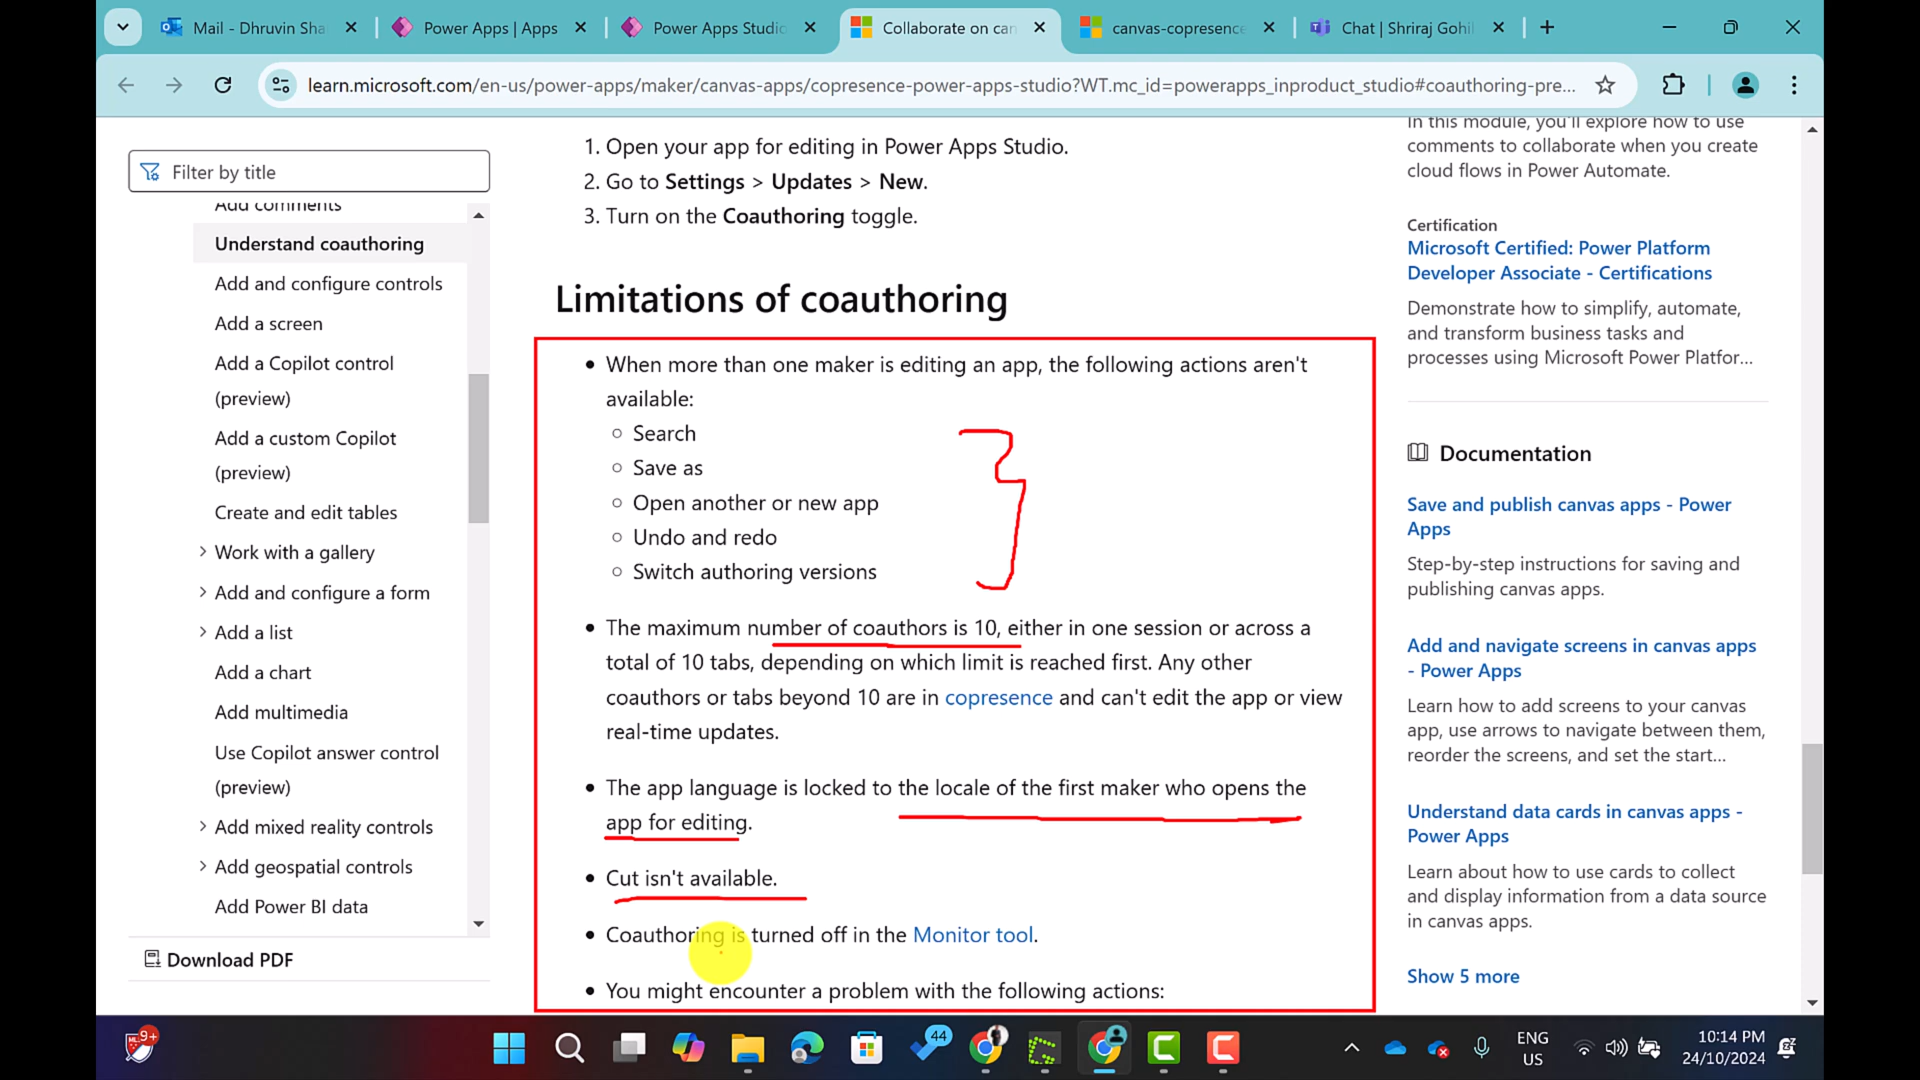 Mail - Dhruvin Sha
Power Apps | Apps
Power Apps Studio
Collaborate on can
canvas-copresence
Chat | Shriraj Gohil
learn.microsoft.com/en-us/power-apps/maker/canvas-apps/copresence-power-apps-studio?WT.mc_id=powerapps_inproduct_studio#coauthoring-pre...
Filter by title
Add comments
Understand coauthoring
Add and configure controls
Add a screen
Add a Copilot control
(preview)
Add a custom Copilot
(preview)
Create and edit tables
Work with a gallery
Add and configure a form
Add a list
Add a chart
Add multimedia
Use Copilot answer control
(preview)
Add mixed reality controls
Add geospatial controls
Add Power BI data
Download PDF
1. Open your app for editing in Power Apps Studio.
2. Go to Settings > Updates > New.
3. Turn on the Coauthoring toggle.
Limitations of coauthoring
• When more than one maker is editing an app, the following actions aren't
available:
○ Search
○ Save as
○ Open another or new app
○ Undo and redo
○ Switch authoring versions
• The maximum number of coauthors is 10, either in one session or across a
total of 10 tabs, depending on which limit is reached first. Any other
coauthors or tabs beyond 10 are in copresence and can't edit the app or view
real-time updates.
• The app language is locked to the locale of the first maker who opens the
app for editing.
• Cut isn't available.
• Coauthoring is turned off in the Monitor tool.
• You might encounter a problem with the following actions:
In this module, you'll explore how to use
comments to collaborate when you create
cloud flows in Power Automate.
Certification
Microsoft Certified: Power Platform
Developer Associate - Certifications
Demonstrate how to simplify, automate,
and transform business tasks and
processes using Microsoft Power Platfor...
Documentation
Save and publish canvas apps - Power
Apps
Step-by-step instructions for saving and
publishing canvas apps.
Add and navigate screens in canvas apps
- Power Apps
Learn how to add screens to your canvas
app, use arrows to navigate between them,
reorder the screens, and set the start...
Understand data cards in canvas apps -
Power Apps
Learn about how to use cards to collect
and display information from a data source
in canvas apps.
Show 5 more
9+
44
ENG
US
10:14 PM
24/10/2024